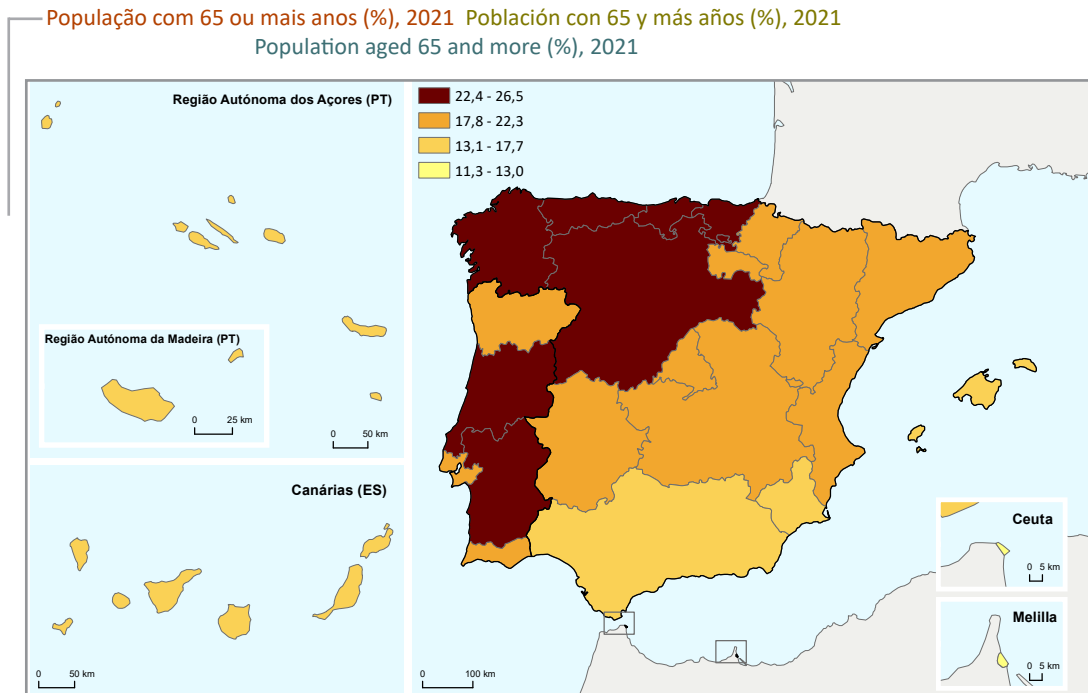 População com 65 ou mais anos (%), 2021 Población con 65 y más años (%), 2021
Population aged 65 and more (%), 2021
Região Autónoma dos Açores (PT)
22,4 - 26,5
17,8 - 22,3
13,1 - 17,7
11,3 - 13,0
Região Autónoma da Madeira (PT)
0 25 km
0 50 km
Canárias (ES)
0 50 km
0 100 km
Ceuta
0 5 km
Melilla
0 5 km